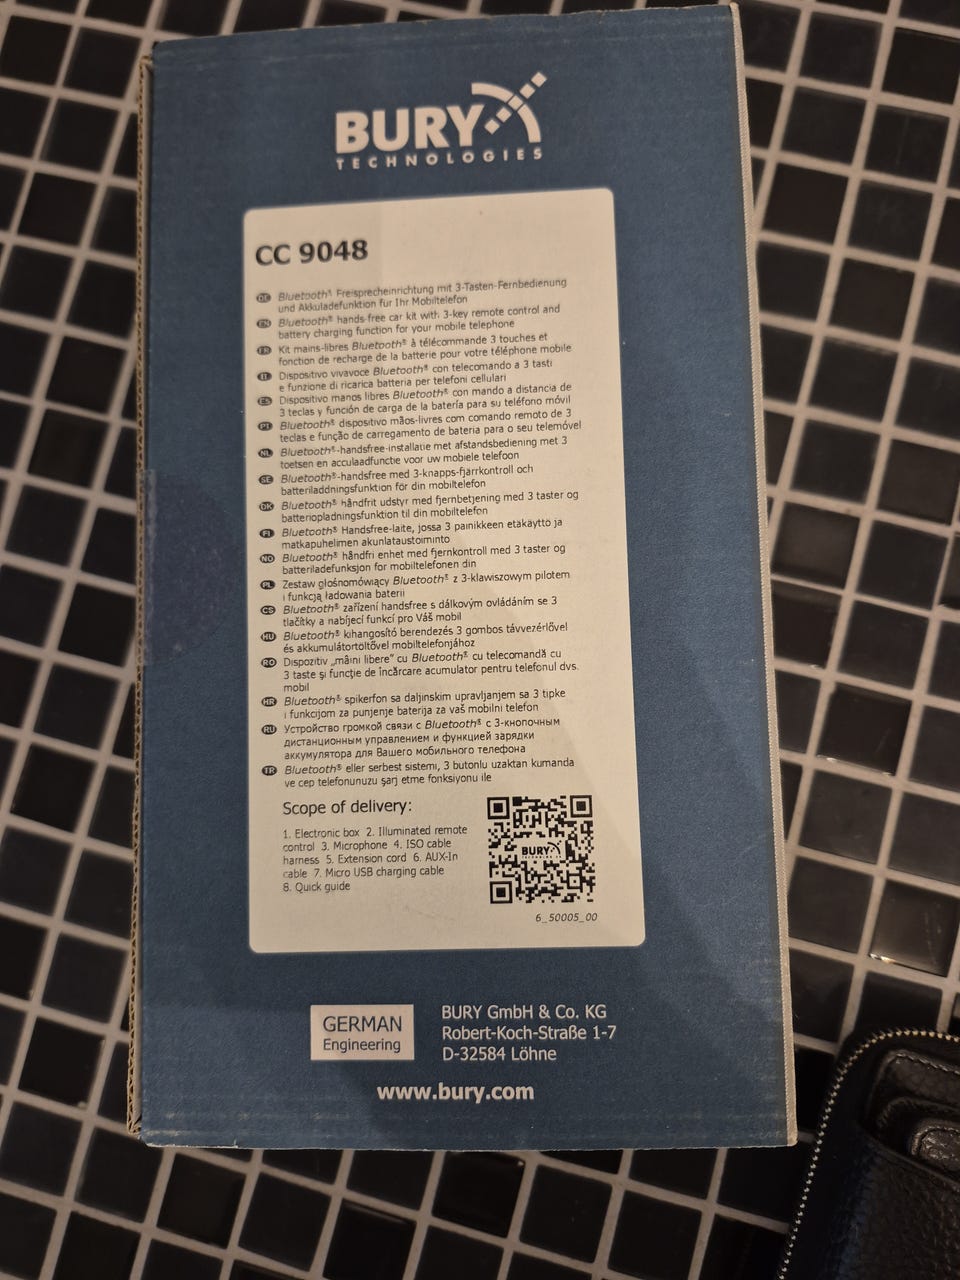 BURY
TECHNOLOGIES
CC 9048
DE Bluetooth® Freisprecheinrichtung mit 3-Tasten-Fernbedienung
und Akkuladefunktion für Ihr Mobiltelefon
EN Bluetooth® hands-free car kit with 3-key remote control and
battery charging function for your mobile telephone
FR Kit mains-libres Bluetooth® à télécommande 3 touches et
fonction de recharge de la batterie pour votre téléphone mobile
IT Dispositivo vivavoce Bluetooth® con telecomando a 3 tasti
e funzione di ricarica batteria per telefoni cellulari
ES Dispositivo manos libres Bluetooth® con mando a distancia de
3 teclas y función de carga de la batería para su teléfono móvil
PT Bluetooth® dispositivo mãos-livres com comando remoto de 3
teclas e função de carregamento de bateria para o seu telemóvel
NL Bluetooth®-handsfree-installatie met afstandsbediening met 3
toetsen en acculaadfunctie voor uw mobiele telefoon
SE Bluetooth®-handsfree med 3-knapps-fjärrkontroll och
batteriladdningsfunktion för din mobiltelefon
DK Bluetooth® håndfrit udstyr med fjernbetjening med 3 taster og
batteriopladningsfunktion til din mobiltelefon
FI Bluetooth® Handsfree-laite, jossa 3 painikkeen etäkäyttö ja
matkapuhelimen akunlataustoiminto
NO Bluetooth® håndfri enhet med fjernkontroll med 3 taster og
batteriladefunksjon for mobiltelefonen din
PL Zestaw głośnomówiący Bluetooth® z 3-klawiszowym pilotem
i funkcją ładowania baterii
CS Bluetooth® zařízení handsfree s dálkovým ovládáním se 3
tlačítky a nabíjecí funkcí pro Váš mobil
HU Bluetooth® kihangosító berendezés 3 gombos távvezérlővel
és akkumulátortöltővel mobiltelefonjához
RO Dispozitiv „mâini libere” cu Bluetooth® cu telecomandă cu
3 taste şi funcţie de încărcare acumulator pentru telefonul dvs.
mobil
HR Bluetooth® spikerfon sa daljinskim upravljanjem sa 3 tipke
i funkcijom za punjenje baterija za vaš mobilni telefon
RU Устройство громкой связи с Bluetooth® с 3-кнопочным
дистанционным управлением и функцией зарядки
аккумулятора для Вашего мобильного телефона
TR Bluetooth® eller serbest sistemi, 3 butonlu uzaktan kumanda
ve cep telefonunuzu şarj etme fonksiyonu ile
Scope of delivery:
1. Electronic box 2. Illuminated remote
control 3. Microphone 4. ISO cable
harness 5. Extension cord 6. AUX-In
cable 7. Micro USB charging cable
8. Quick guide
BURY
TECHNOLOGIES
6_50005_00
GERMAN
Engineering
BURY GmbH & Co. KG
Robert-Koch-Straße 1-7
D-32584 Löhne
www.bury.com